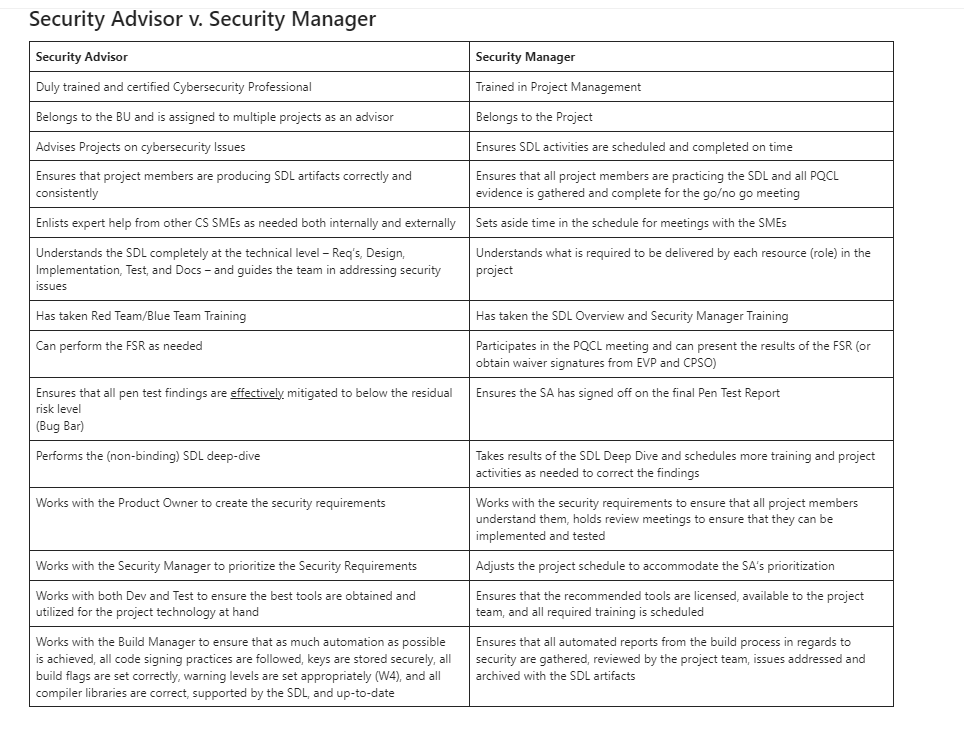 Security Advisor v. Security Manager
Security Advisor
Security Manager
Duly trained and certified Cybersecurity Professional
Trained in Project Management
Belongs to the BU and is assigned to multiple projects as an advisor
Belongs to the Project
Advises Projects on cybersecurity Issues
Ensures SDL activities are scheduled and completed on time
Ensures that project members are producing SDL artifacts correctly and
consistently
Ensures that all project members are practicing the SDL and all PQCL
evidence is gathered and complete for the go/no go meeting
Enlists expert help from other CS SMEs as needed both internally and externally
Sets aside time in the schedule for meetings with the SMEs
Understands the SDL completely at the technical level – Req's, Design,
Implementation, Test, and Docs – and guides the team in addressing security
issues
Understands what is required to be delivered by each resource (role) in the
project
Has taken Red Team/Blue Team Training
Has taken the SDL Overview and Security Manager Training
Can perform the FSR as needed
Participates in the PQCL meeting and can present the results of the FSR (or
obtain waiver signatures from EVP and CPSO)
Ensures that all pen test findings are effectively mitigated to below the residual
risk level
(Bug Bar)
Ensures the SA has signed off on the final Pen Test Report
Performs the (non-binding) SDL deep-dive
Takes results of the SDL Deep Dive and schedules more training and project
activities as needed to correct the findings
Works with the Product Owner to create the security requirements
Works with the security requirements to ensure that all project members
understand them, holds review meetings to ensure that they can be
implemented and tested
Works with the Security Manager to prioritize the Security Requirements
Adjusts the project schedule to accommodate the SA's prioritization
Works with both Dev and Test to ensure the best tools are obtained and
utilized for the project technology at hand
Ensures that the recommended tools are licensed, available to the project
team, and all required training is scheduled
Works with the Build Manager to ensure that as much automation as possible
is achieved, all code signing practices are followed, keys are stored securely, all
build flags are set correctly, warning levels are set appropriately (W4), and all
compiler libraries are correct, supported by the SDL, and up-to-date
Ensures that all automated reports from the build process in regards to
security are gathered, reviewed by the project team, issues addressed and
archived with the SDL artifacts